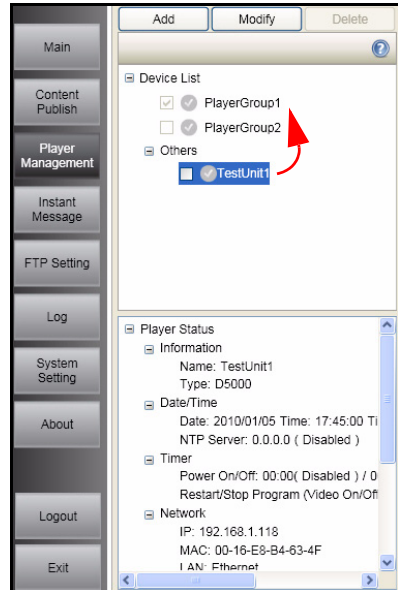 Add Modify Delete
Main
Content
Publish
Player
Management
Instant
Message
FTP Setting
Log
System
Setting
About
Logout
Exit
?
Device List
PlayerGroup1
PlayerGroup2
Others
TestUnit1
Player Status
Information
Name: TestUnit1
Type: D5000
Date/Time
Date: 2010/01/05 Time: 17:45:00 Ti
NTP Server: 0.0.0.0 ( Disabled )
Timer
Power On/Off: 00:00( Disabled ) / 0
Restart/Stop Program (Video On/Off
Network
IP: 192.168.1.118
MAC: 00-16-E8-B4-63-4F
LAN: Ethernet